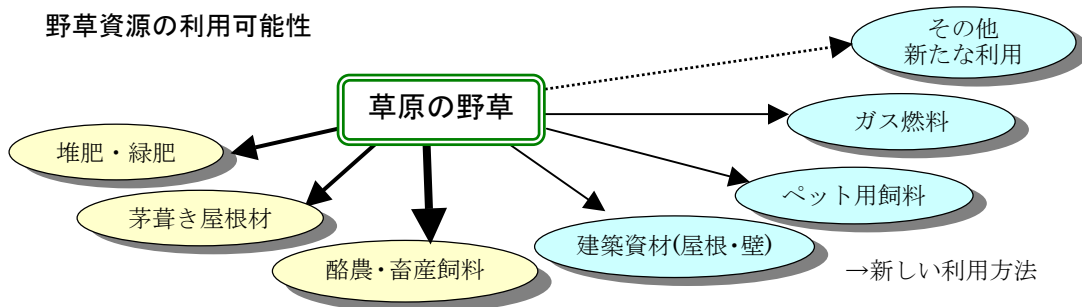 野草資源の利用可能性
その他
新たな利用
草原の野草
ガス燃料
堆肥・緑肥
ペット用飼料
茅葺き屋根材
建築資材(屋根・壁)
酪農・畜産飼料
→新しい利用方法